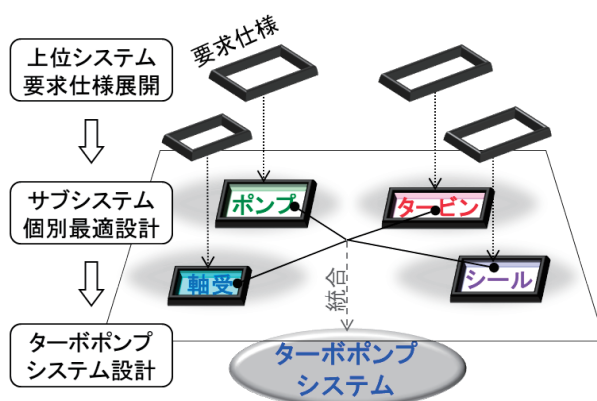 上位システム
要求仕様展開
要求仕様
サブシステム
個別最適設計
ポンプ
タービン
軸受
シール
統合
ターボポンプ
システム設計
ターボポンプ
システム